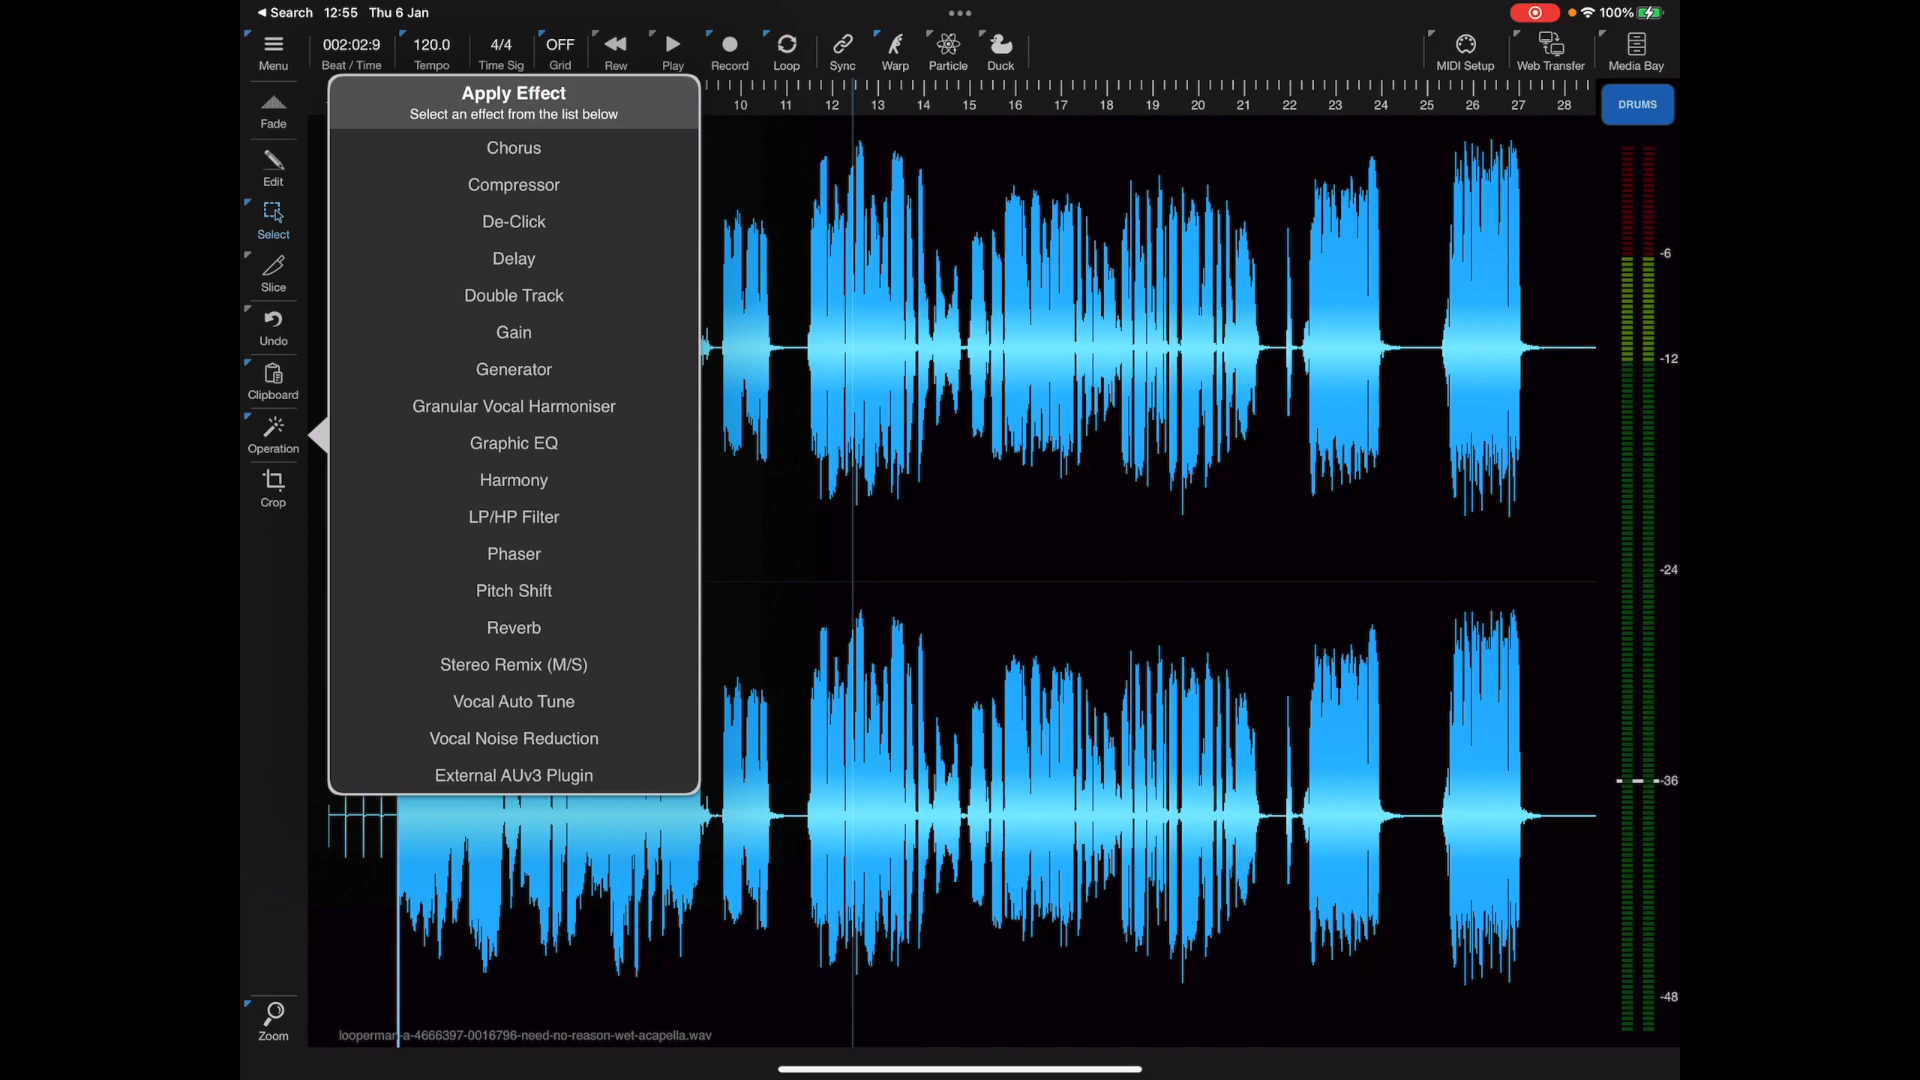 Search 12:55 Thu 6 Jan
100%
Menu
002:02:9
Beat / Time
120.0
Tempo
4/4
Time Sig
OFF
Grid
Rew
Play
Record
Loop
Sync
Warp
Particle
Duck
MIDI Setup
Web Transfer
Media Bay
Fade
Edit
Select
Slice
Undo
Clipboard
Operation
Crop
Zoom
Apply Effect
Select an effect from the list below
Chorus
Compressor
De-Click
Delay
Double Track
Gain
Generator
Granular Vocal Harmoniser
Graphic EQ
Harmony
LP/HP Filter
Phaser
Pitch Shift
Reverb
Stereo Remix (M/S)
Vocal Auto Tune
Vocal Noise Reduction
External AUv3 Plugin
10 11 12 13 14 15 16 17 18 19 20 21 22 23 24 25 26 27 28
DRUMS
-6
-12
-24
-36
-48
looperman-a-4666397-0016796-need-no-reason-wet-acapella.wav